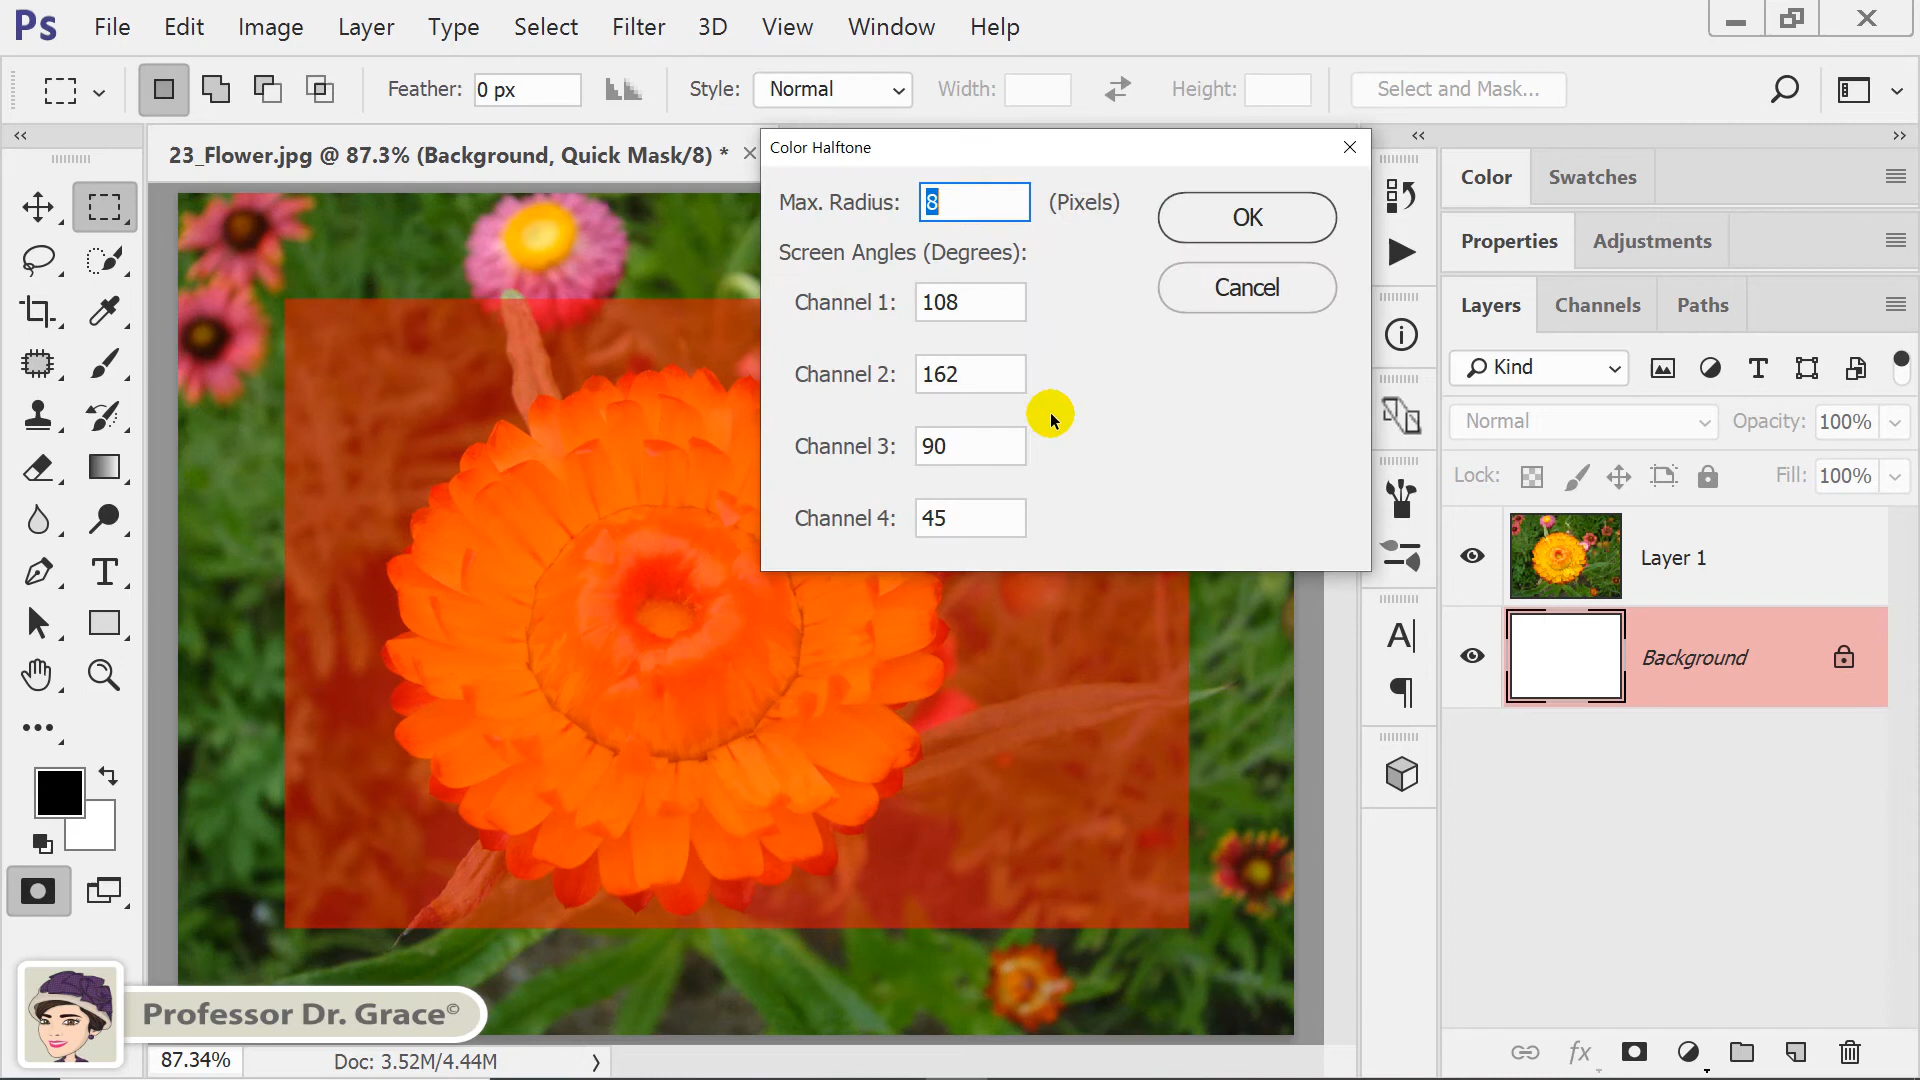 Ps File Edit Image Layer Type Select Filter 3D View Window Help
Feather: 0 px Style: Normal Width: Height: Select and Mask...
23_Flower.jpg @ 87.3% (Background, Quick Mask/8) *
Color Halftone
Max. Radius: 8 (Pixels)
OK
Screen Angles (Degrees):
Cancel
Channel 1: 108
Channel 2: 162
Channel 3: 90
Channel 4: 45
Color Swatches
Properties Adjustments
Layers Channels Paths
Kind
Normal Opacity: 100%
Lock: Fill: 100%
Layer 1
Background
fx
Professor Dr. Grace©
87.34% Doc: 3.52M/4.44M